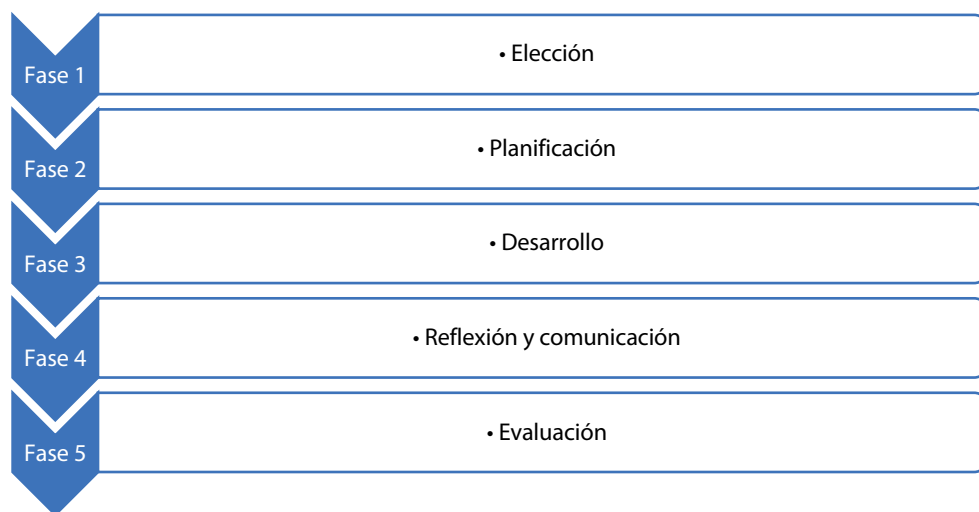 Fase 1
• Elección
Fase 2
• Planificación
Fase 3
• Desarrollo
Fase 4
• Reflexión y comunicación
Fase 5
• Evaluación